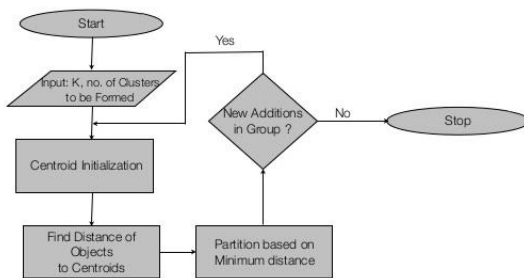 Start
Input: K, no. of Clusters
to be Formed
Centroid Initialization
Find Distance of
Objects
to Centroids
Partition based on
Minimum distance
New Additions
in Group ?
Yes
No
Stop